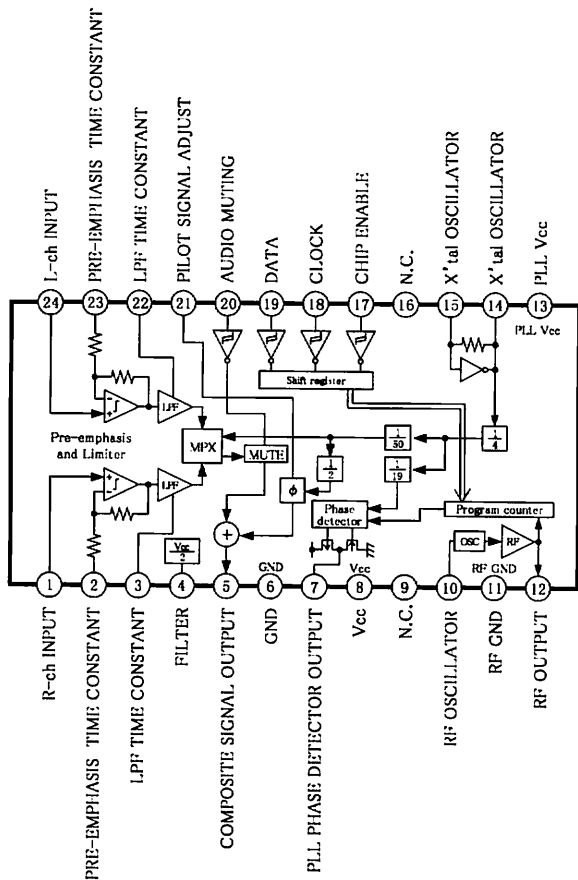 L-ch INPUT
PRE-EMPHASIS TIME CONSTANT
LPF TIME CONSTANT
PILOT SIGNAL ADJUST
AUDIO MUTING
DATA
CLOCK
CHIP ENABLE
N.C.
X'tal OSCILLATOR
X'tal OSCILLATOR
PLL Vcc
24
23
22
21
20
19
18
17
16
15
14
13
PLL Vcc
Shift register
LPF
Pre-emphasis
and Limiter
MPX
MUTE
1/50
1/4
1/2
1/19
LPF
ϕ
Phase
detector
Program counter
+
Vcc/2
OSC
RF
GND
Vcc
RF GND
1
2
3
4
5
6
7
8
9
10
11
12
R-ch INPUT
PRE-EMPHASIS TIME CONSTANT
LPF TIME CONSTANT
FILTER
COMPOSITE SIGNAL OUTPUT
GND
PLL PHASE DETECTOR OUTPUT
Vcc
N.C.
RF OSCILLATOR
RF GND
RF OUTPUT